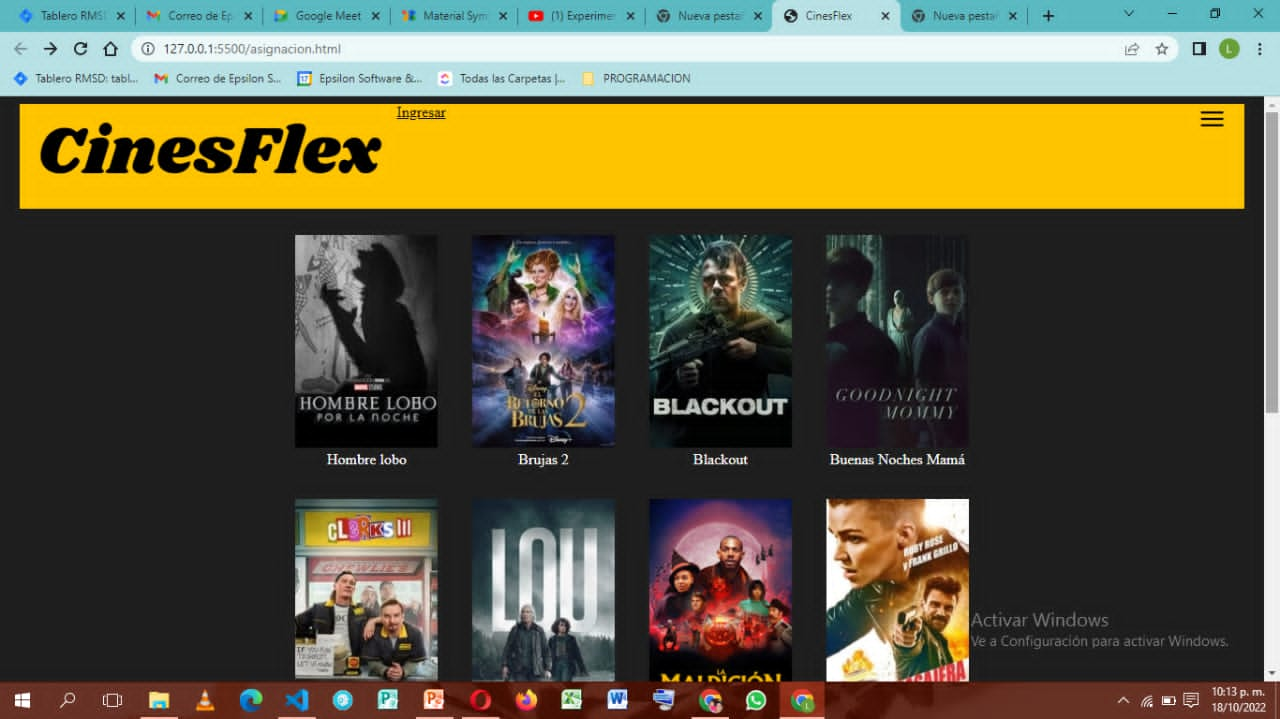 Tablero RMSD
Correo de Ep
Google Meet
Material Sym
(1) Experimen
Nueva pestañ
CinesFlex
Nueva pestañ
127.0.0.1:5500/asignacion.html
L
Tablero RMSD: tabl...
Correo de Epsilon S...
Epsilon Software &...
Todas las Carpetas |...
PROGRAMACION
CinesFlex
Ingresar
HOMBRE LOBO
POR LA NOCHE
Disney
EL
RETORNO
DE LAS
BRUJAS 2
Disney+
BLACKOUT
GOODNIGHT
MOMMY
Hombre lobo
Brujas 2
Blackout
Buenas Noches Mamá
CLERKS III
LOU
LA
MALDICIÓN
RUBY ROSE
Y FRANK GRILLO
Activar Windows
Ve a Configuración para activar Windows.
10:13 p. m.
18/10/2022